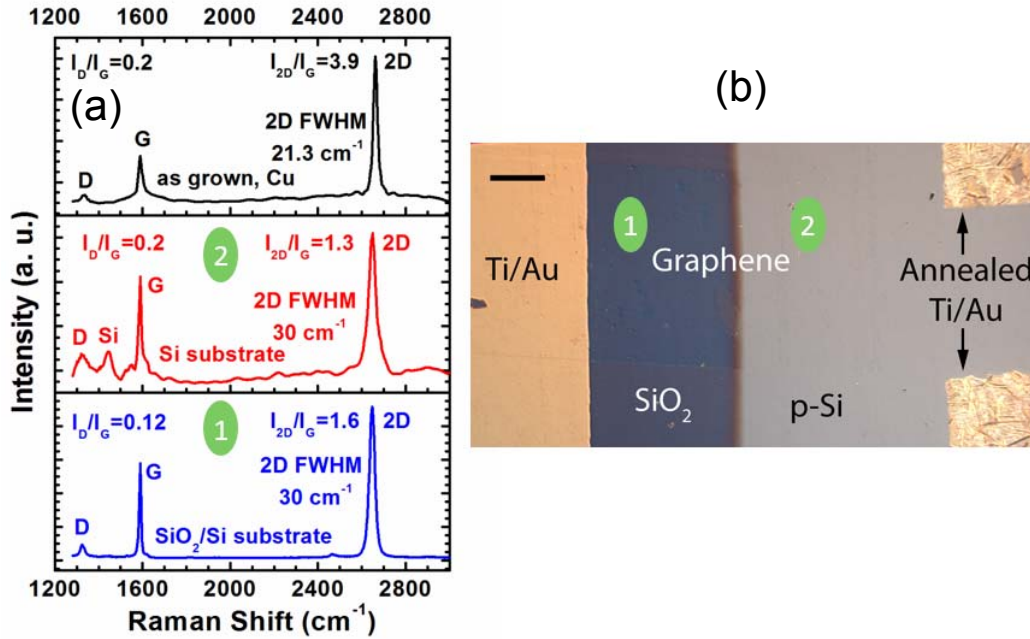 1200 1600 2000 2400 2800
I_D/I_G=0.2
I_2D/I_G=3.9
2D
(a)
2D FWHM
21.3 cm⁻¹
G
D
as grown, Cu
I_D/I_G=0.2
2
I_2D/I_G=1.3
2D
G
2D FWHM
30 cm⁻¹
D
Si
Si substrate
I_D/I_G=0.12
1
I_2D/I_G=1.6
2D
G
2D FWHM
30 cm⁻¹
D
SiO₂/Si substrate
1200 1600 2000 2400 2800
Raman Shift (cm⁻¹)
Intensity (a. u.)
(b)
1
2
Ti/Au
Graphene
Annealed
Ti/Au
SiO₂
p-Si